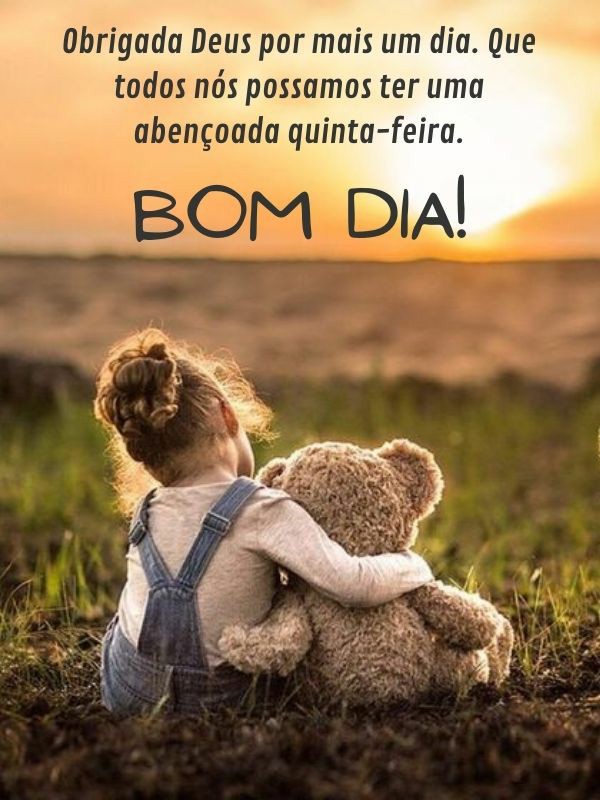 Obrigada Deus por mais um dia. Que
todos nós possamos ter uma
abençoada quinta-feira.
BOM DIA!